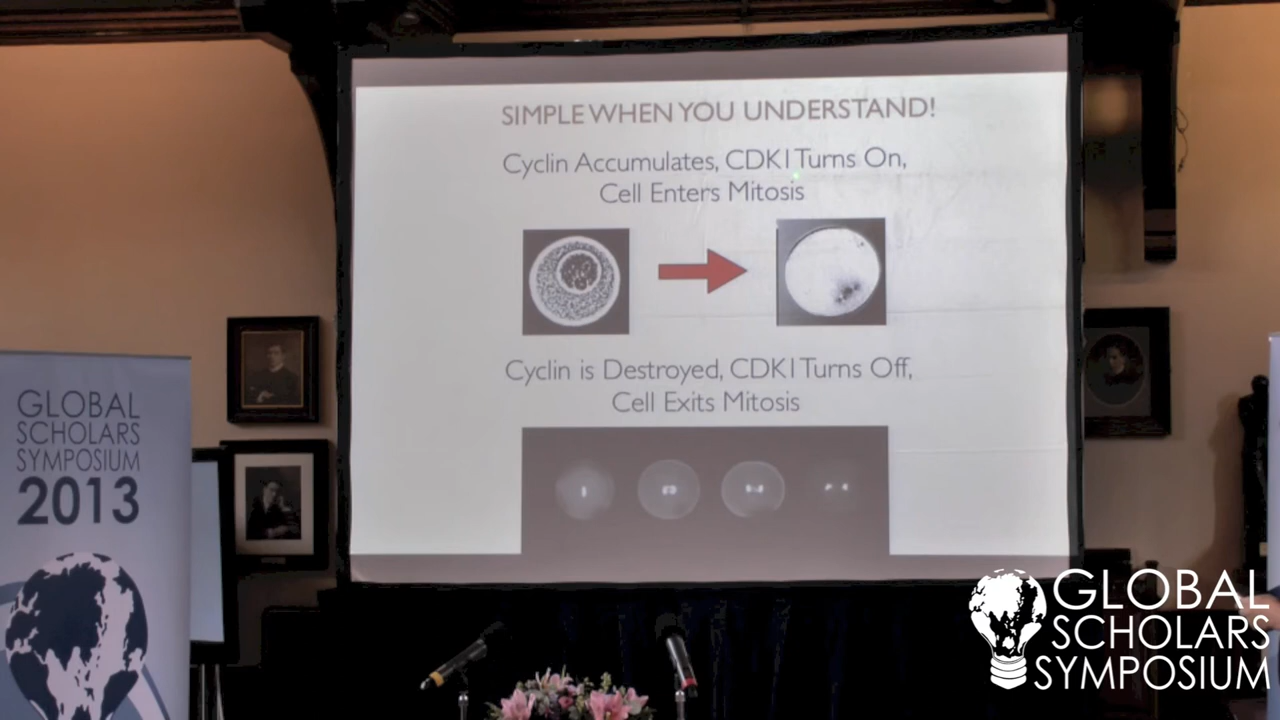 SIMPLE WHEN YOU UNDERSTAND!
Cyclin Accumulates, CDK1 Turns On,
Cell Enters Mitosis
Cyclin is Destroyed, CDK1 Turns Off,
Cell Exits Mitosis
GLOBAL
SCHOLARS
SYMPOSIUM
2013
GLOBAL
SCHOLARS
SYMPOSIUM